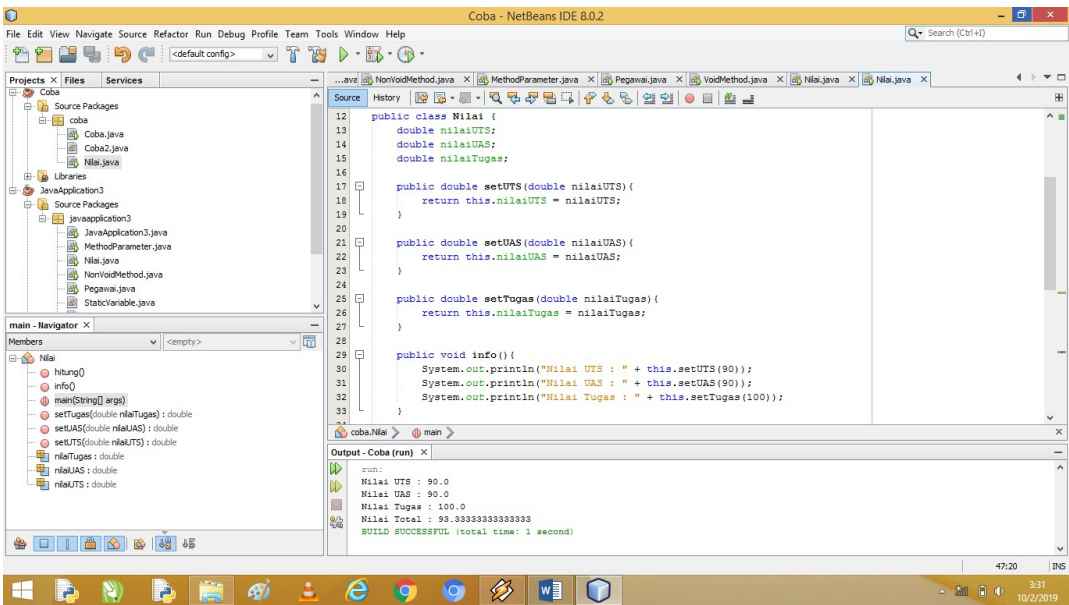 Coba - NetBeans IDE 8.0.2
File Edit View Navigate Source Refactor Run Debug Profile Team Tools Window Help
Search (Ctrl+I)
<default config>
Projects Files Services
Coba
Source Packages
coba
Coba.java
Coba2.java
Nilai.java
Libraries
JavaApplication3
Source Packages
javaapplication3
JavaApplication3.java
MethodParameter.java
Nilai.java
NonVoidMethod.java
Pegawai.java
StaticVariable.java
main - Navigator
Members <empty>
Nilai
hitung()
info()
main(String[] args)
setTugas(double nilaiTugas) : double
setUAS(double nilaiUAS) : double
setUTS(double nilaiUTS) : double
nilaiTugas : double
nilaiUAS : double
nilaiUTS : double
...ava NonVoidMethod.java MethodParameter.java Pegawai.java VoidMethod.java Nilai.java Nilai.java
Source History
12 public class Nilai {
13 double nilaiUTS;
14 double nilaiUAS;
15 double nilaiTugas;
16
17 public double setUTS(double nilaiUTS){
18 return this.nilaiUTS = nilaiUTS;
19 }
20
21 public double setUAS(double nilaiUAS){
22 return this.nilaiUAS = nilaiUAS;
23 }
24
25 public double setTugas(double nilaiTugas){
26 return this.nilaiTugas = nilaiTugas;
27 }
28
29 public void info(){
30 System.out.println("Nilai UTS : " + this.setUTS(90));
31 System.out.println("Nilai UAS : " + this.setUAS(90));
32 System.out.println("Nilai Tugas : " + this.setTugas(100));
33 }
coba.Nilai main
Output - Coba (run)
run:
Nilai UTS : 90.0
Nilai UAS : 90.0
Nilai Tugas : 100.0
Nilai Total : 93.33333333333333
BUILD SUCCESSFUL (total time: 1 second)
47:20 INS
3:31
10/2/2019